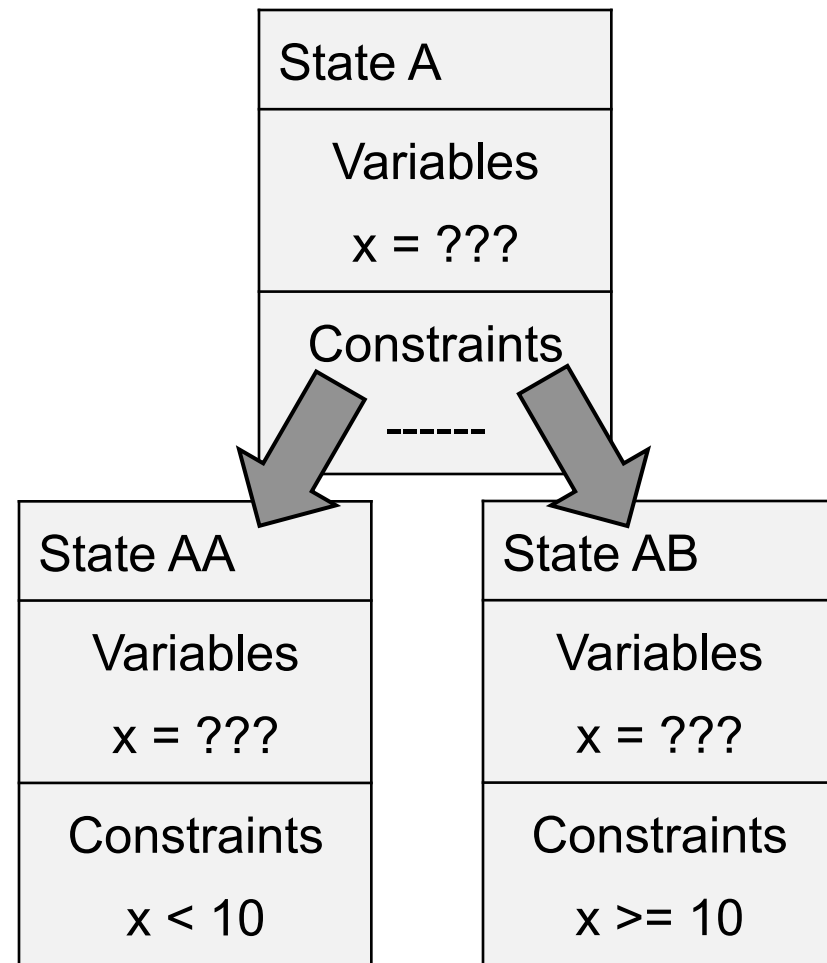 State A
Variables
x = ???
Constraints
------
State AA
Variables
x = ???
Constraints
x < 10
State AB
Variables
x = ???
Constraints
x >= 10